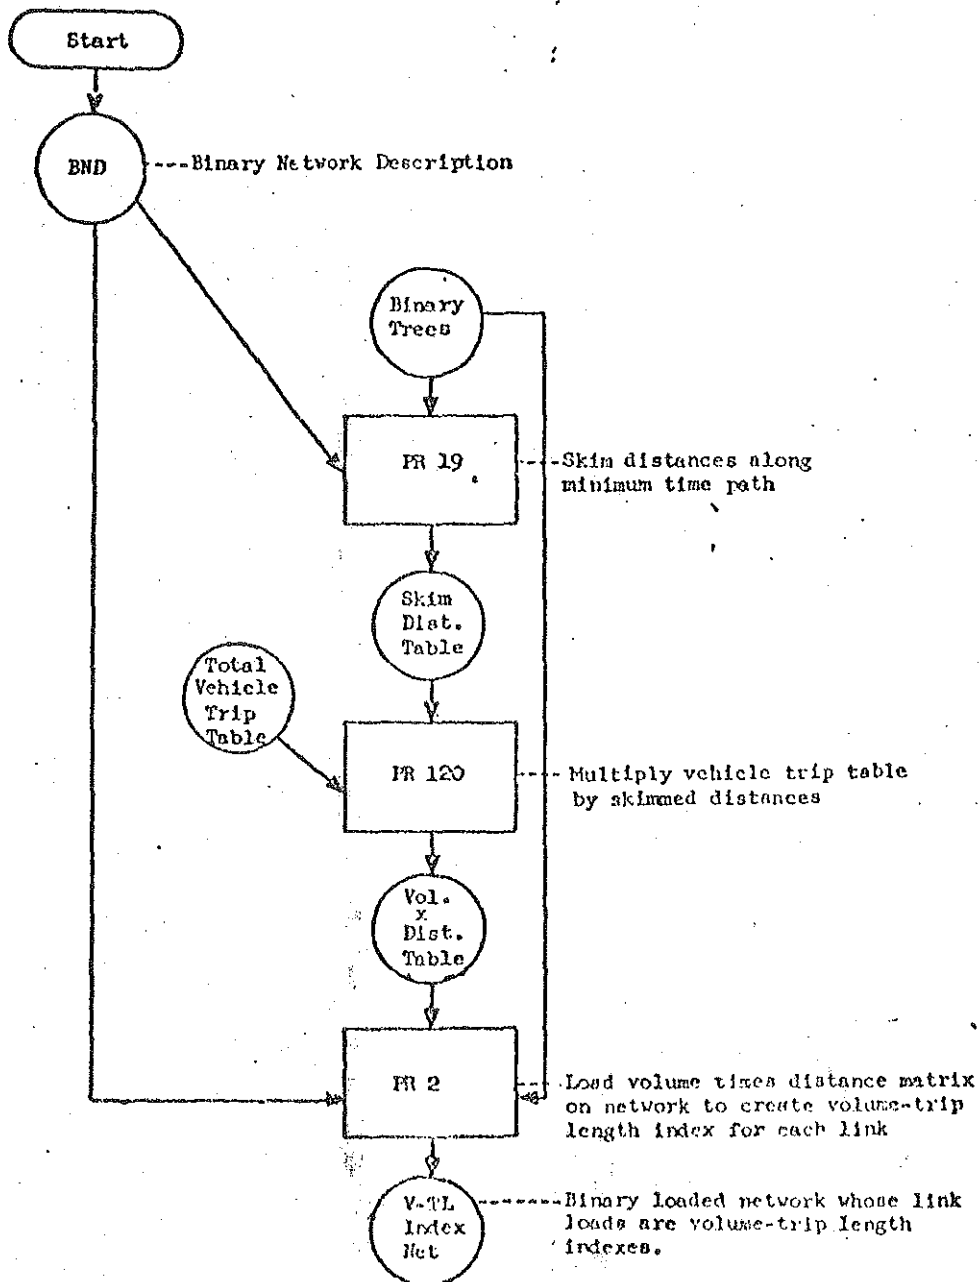 Start
BND
Binary Network Description
Binary
Trees
PR 19
Skim distances along
minimum time path
Skim
Dist.
Table
Total
Vehicle
Trip
Table
PR 120
Multiply vehicle trip table
by skimmed distances
Vol.
x
Dist.
Table
PR 2
Load volume times distance matrix
on network to create volume-trip
length index for each link
V-TL
Index
Net
Binary loaded network whose link
loads are volume-trip length
indexes.